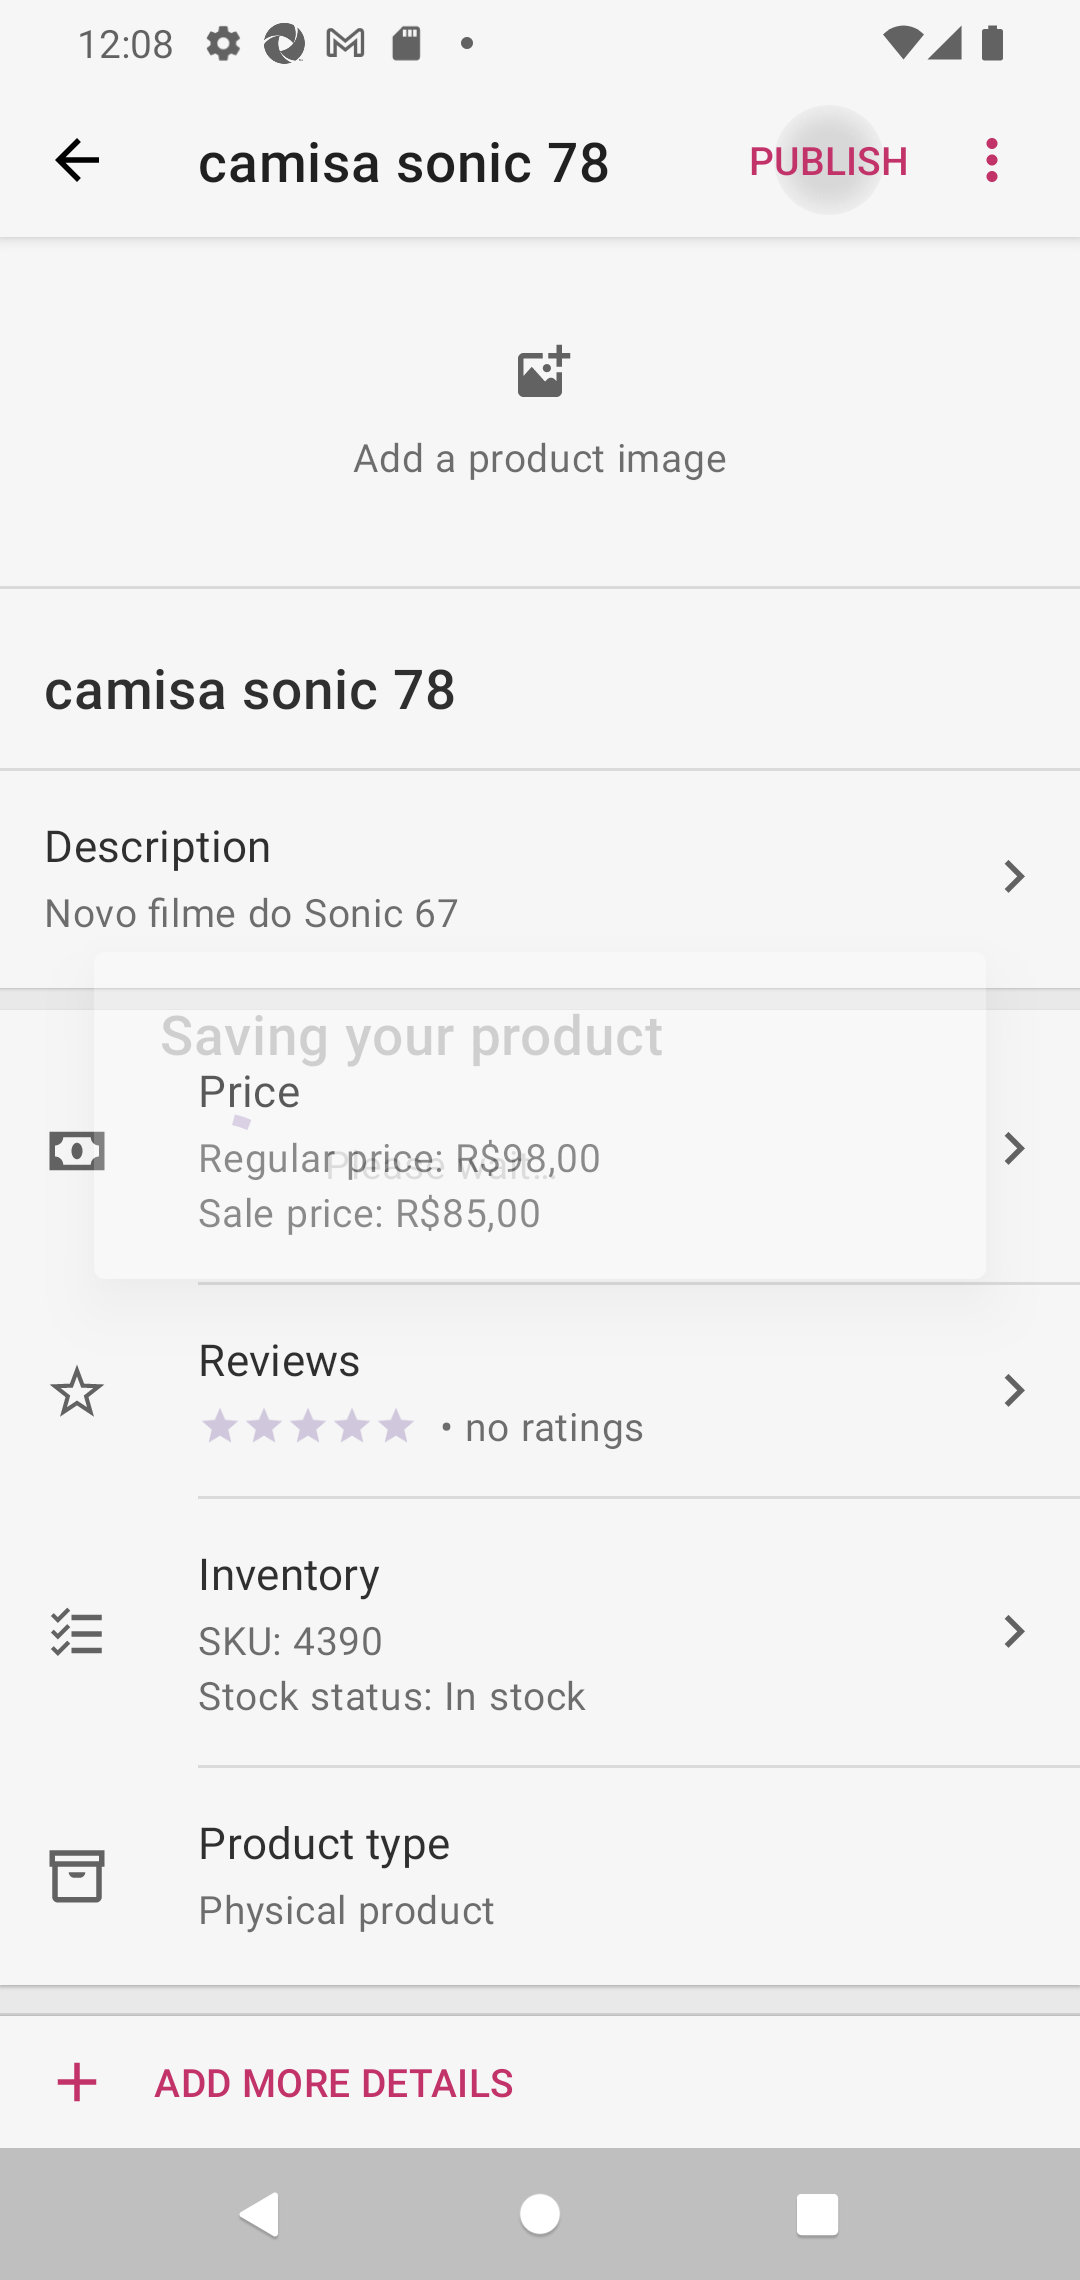 12:08
camisa sonic 78
PUBLISH
Add a product image
camisa sonic 78
Description
Novo filme do Sonic 67
Saving your product
Price
Regular price: R$98,00
Please wait…
Sale price: R$85,00
Reviews
• no ratings
Inventory
SKU: 4390
Stock status: In stock
Product type
Physical product
ADD MORE DETAILS